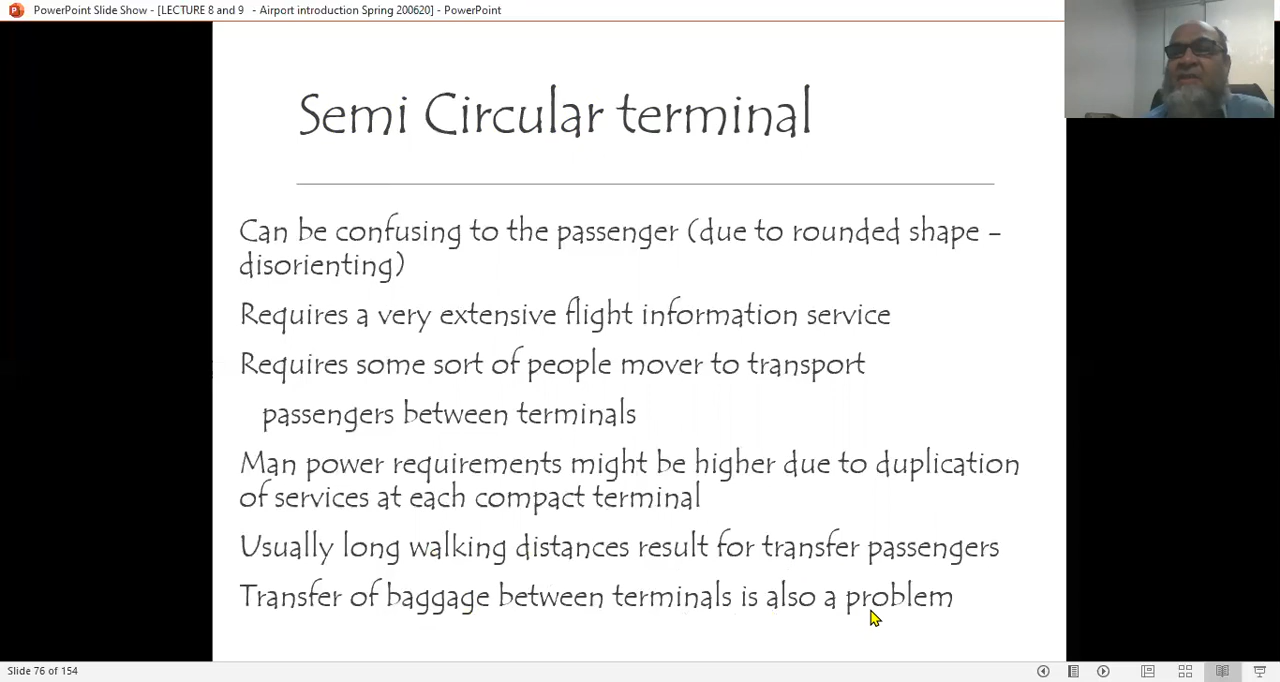 PowerPoint Slide Show - [LECTURE 8 and 9 - Airport introduction Spring 200620] - PowerPoint
Semi Circular terminal
Can be confusing to the passenger (due to rounded shape –
disorienting)
Requires a very extensive flight information service
Requires some sort of people mover to transport
passengers between terminals
Man power requirements might be higher due to duplication
of services at each compact terminal
Usually long walking distances result for transfer passengers
Transfer of baggage between terminals is also a problem
Slide 76 of 154